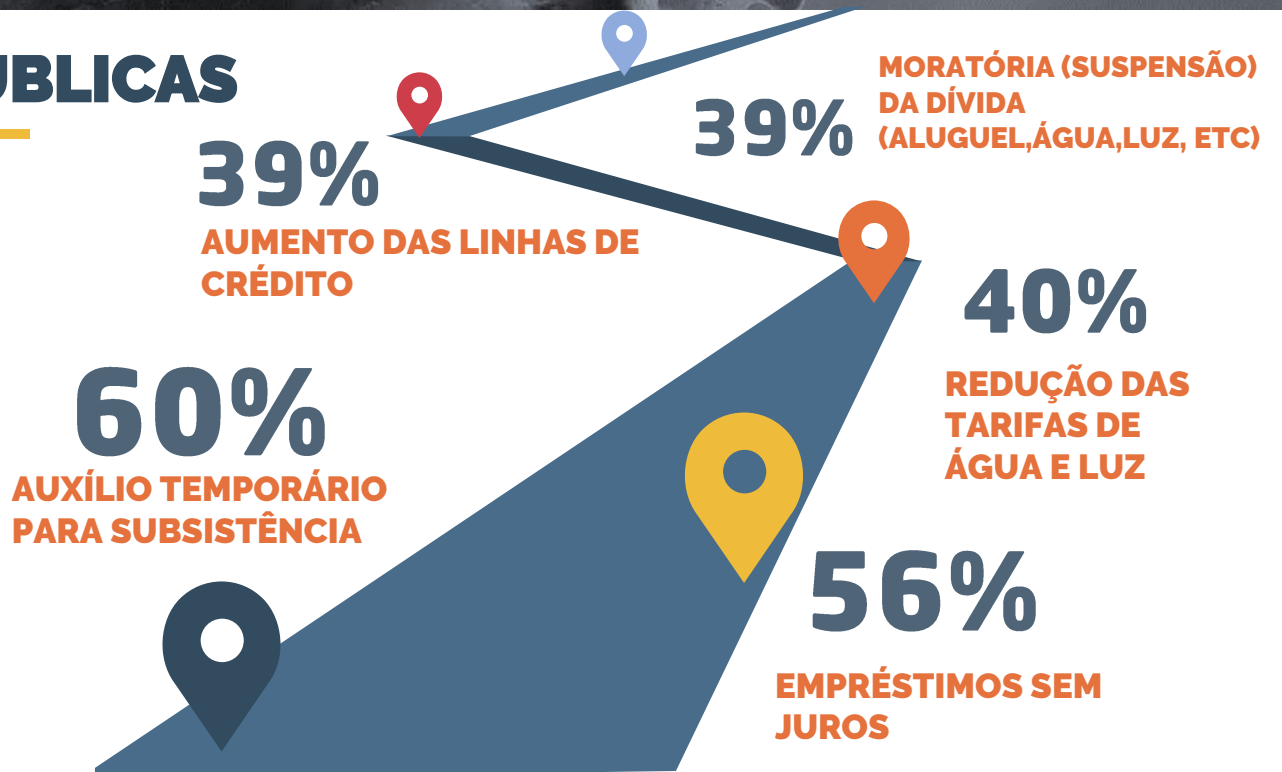 ÚBLICAS
39%
MORATÓRIA (SUSPENSÃO)
DA DÍVIDA
(ALUGUEL,ÁGUA,LUZ, ETC)
39%
AUMENTO DAS LINHAS DE
CRÉDITO
40%
REDUÇÃO DAS
TARIFAS DE
ÁGUA E LUZ
60%
AUXÍLIO TEMPORÁRIO
PARA SUBSISTÊNCIA
56%
EMPRÉSTIMOS SEM
JUROS